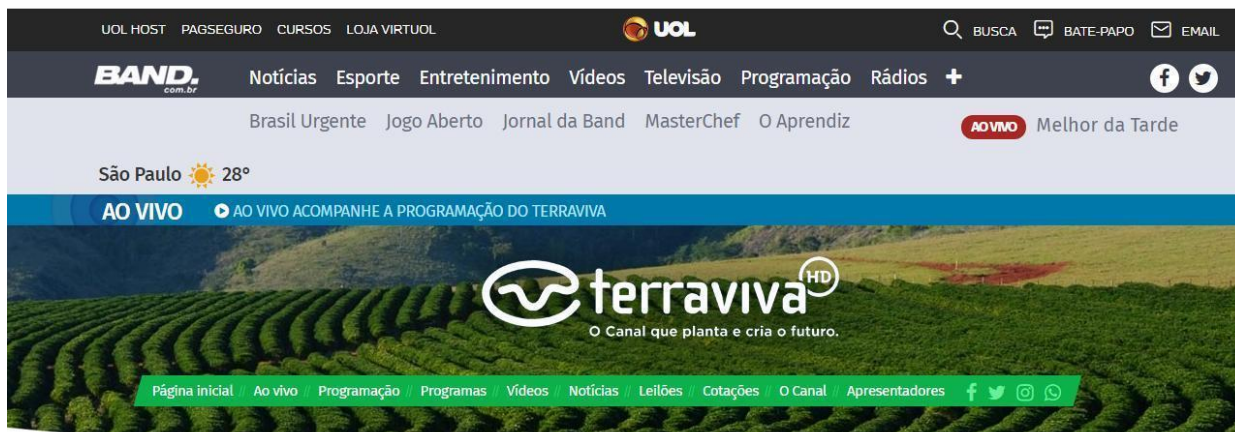 UOL HOST PAGSEGURO CURSOS LOJA VIRTUOL UOL BUSCA BATE-PAPO EMAIL
BAND.com.br Notícias Esporte Entretenimento Vídeos Televisão Programação Rádios +
Brasil Urgente Jogo Aberto Jornal da Band MasterChef O Aprendiz AO VIVO Melhor da Tarde
São Paulo 28°
AO VIVO AO VIVO ACOMPANHE A PROGRAMAÇÃO DO TERRAVIVA
terraviva HD
O Canal que planta e cria o futuro.
Página inicial // Ao vivo // Programação // Programas // Vídeos // Notícias // Leilões // Cotações // O Canal // Apresentadores